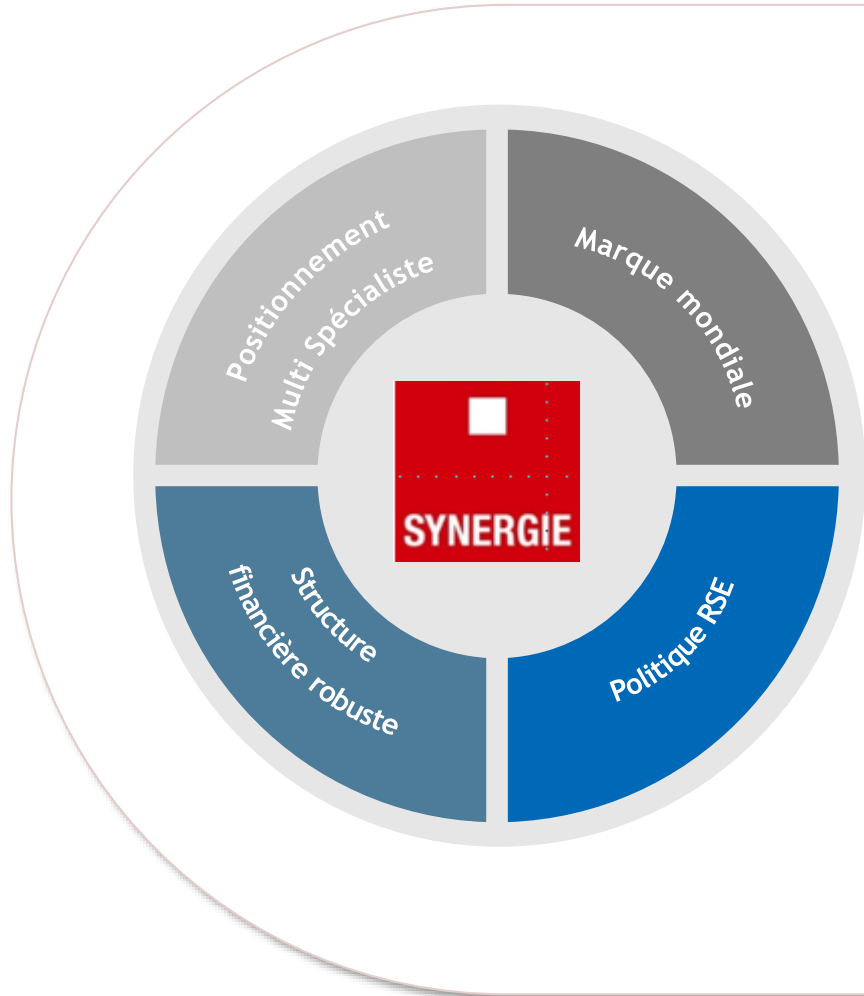 Positionnement
Multi Spécialiste
Marque mondiale
SYNERGIE
Structure
financière robuste
Politique RSE